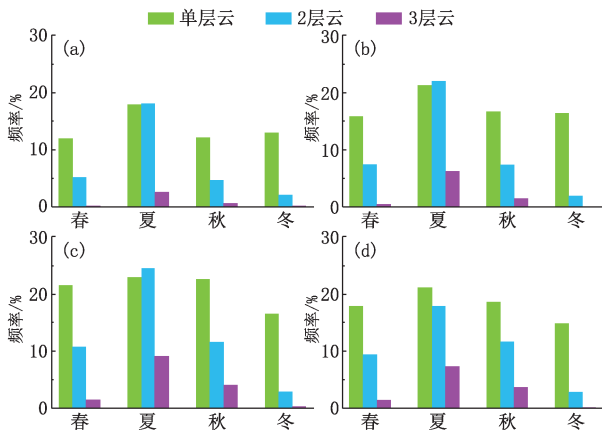 单层云 2层云 3层云
(a) (b)
30 30
20 20
10 10
0 0
频率/% 频率/%
春 夏 秋 冬 春 夏 秋 冬
(c) (d)
30 30
20 20
10 10
0 0
频率/% 频率/%
春 夏 秋 冬 春 夏 秋 冬